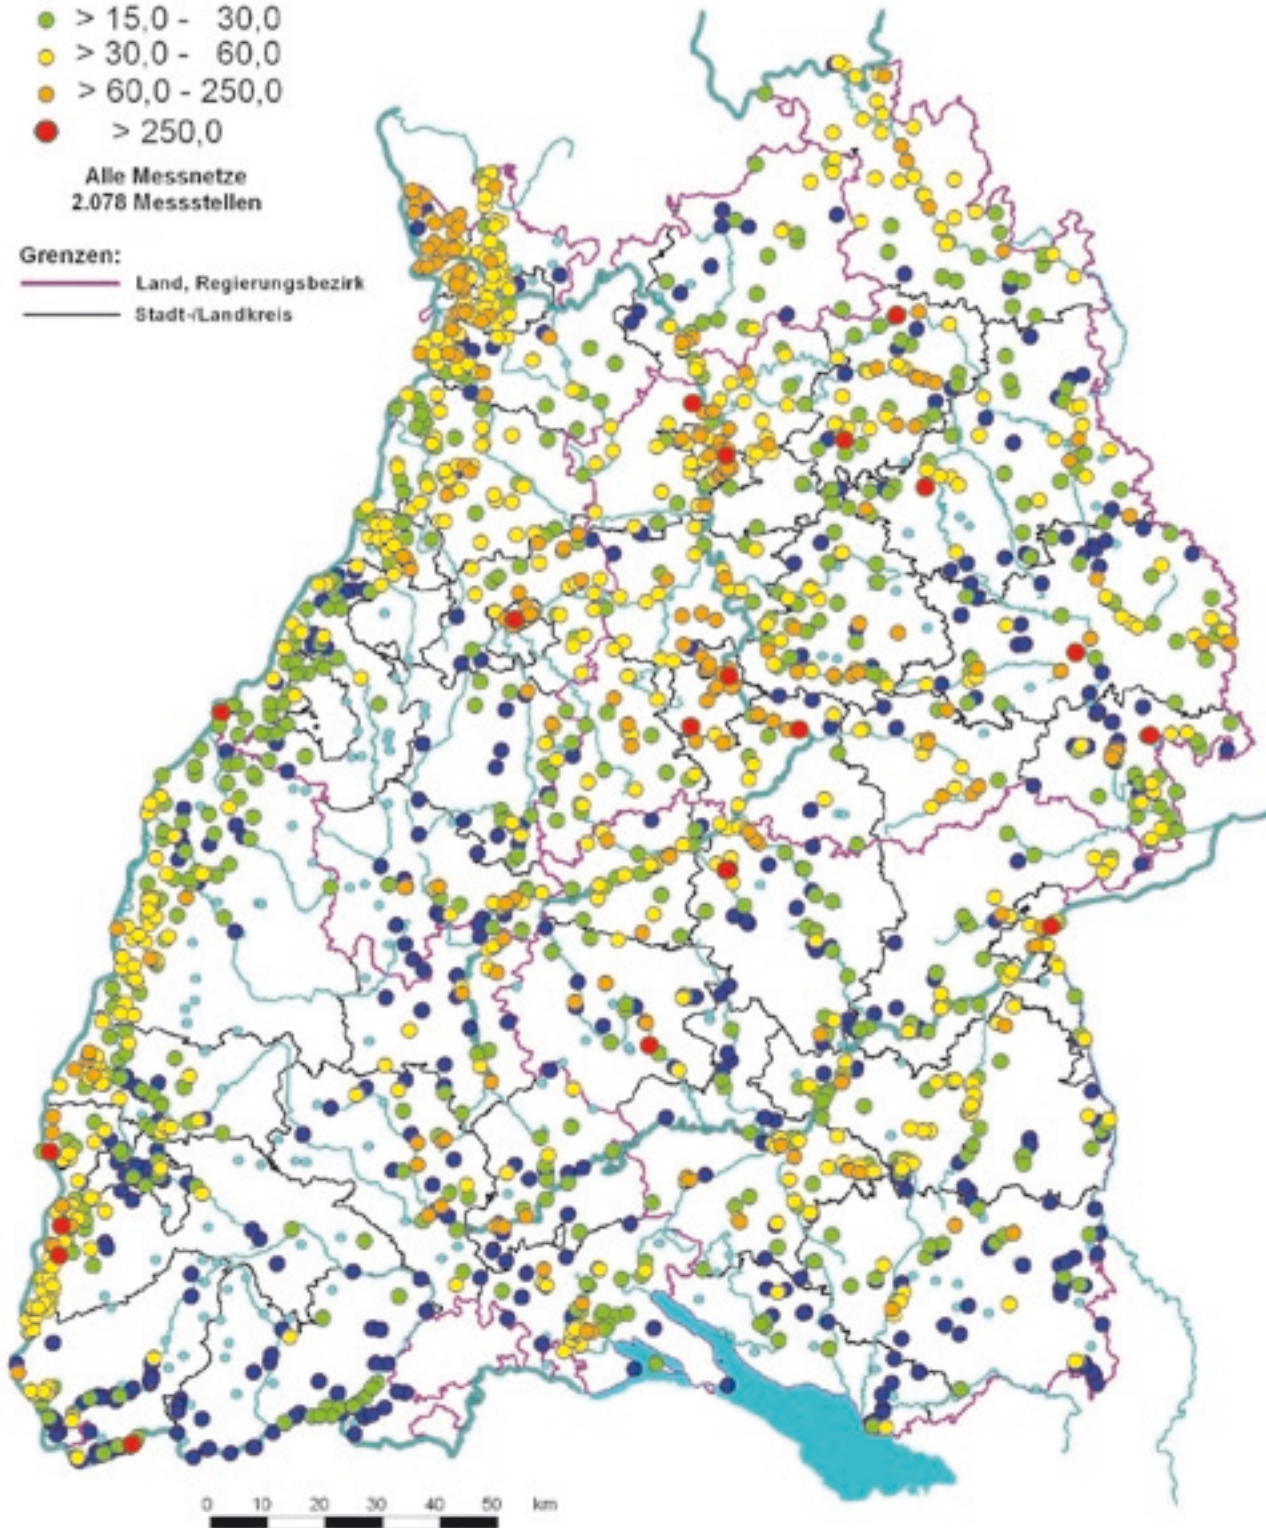 > 15,0 - 30,0
> 30,0 - 60,0
> 60,0 - 250,0
> 250,0
Alle Messnetze
2.078 Messstellen
Grenzen:
Land, Regierungsbezirk
Stadt-/Landkreis
0 10 20 30 40 50 km